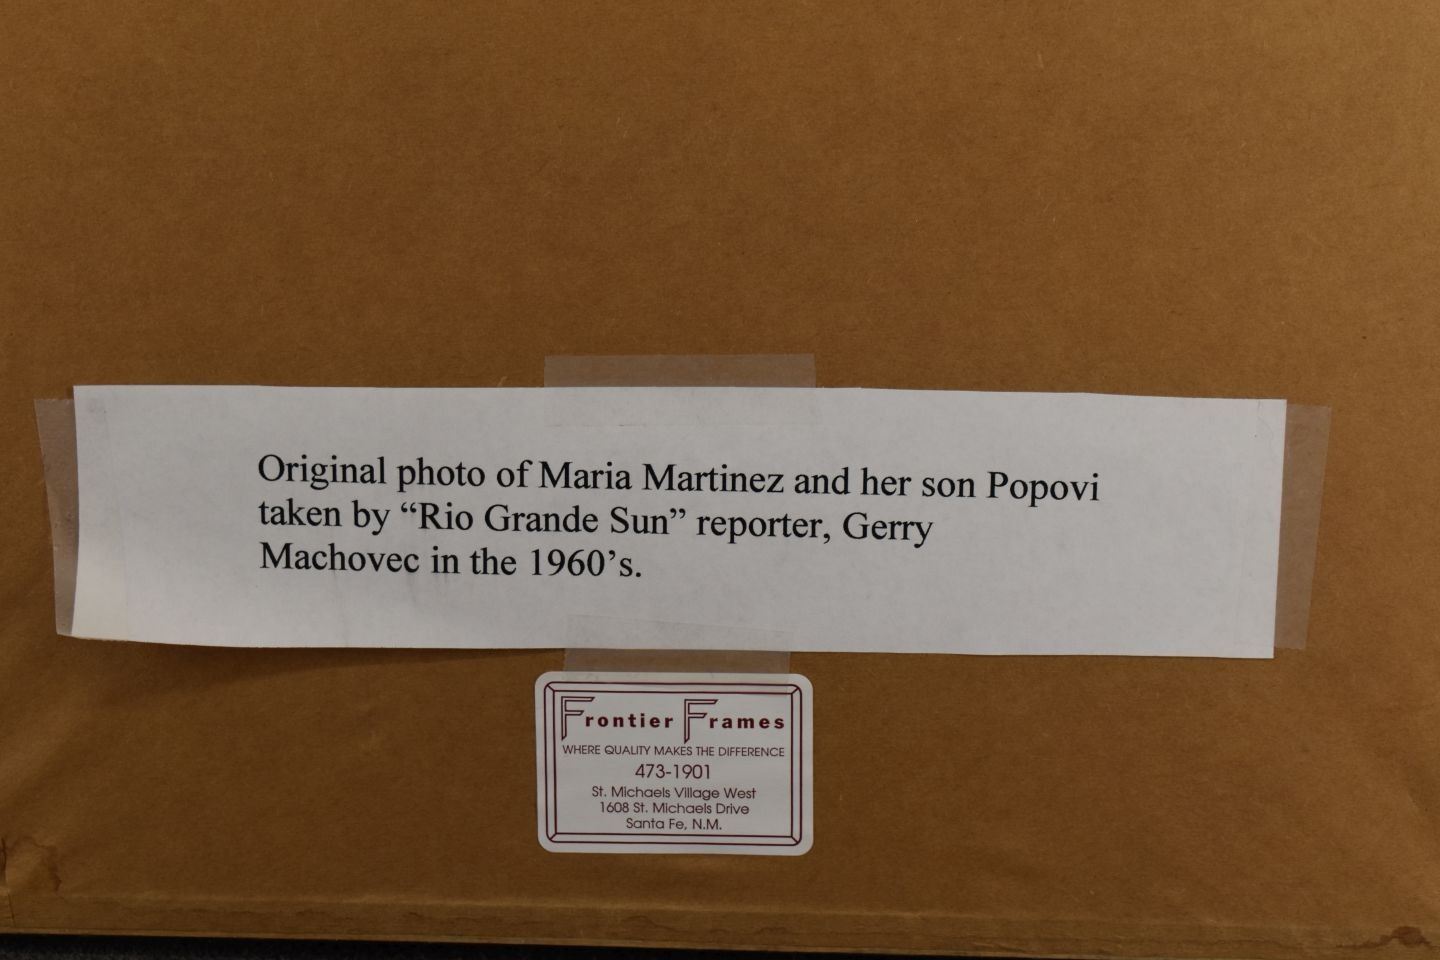 Original photo of Maria Martinez and her son Popovi
taken by “Rio Grande Sun” reporter, Gerry
Machovec in the 1960’s.
Frontier Frames
WHERE QUALITY MAKES THE DIFFERENCE
473-1901
St. Michaels Village West
1608 St. Michaels Drive
Santa Fe, N.M.